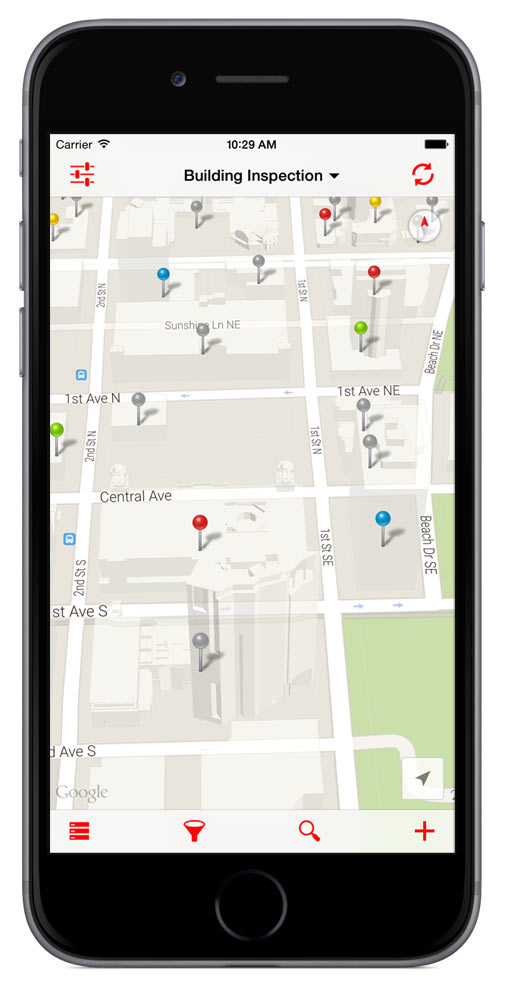 Carrier 10:29 AM
Building Inspection
2nd St N
1st St N
Sunshine Ln NE
Beach Dr NE
1st Ave N
1st Ave NE
2nd St N
1st St N
Central Ave
1st St SE
Beach Dr SE
2nd St S
st Ave S
d Ave S
Google
2